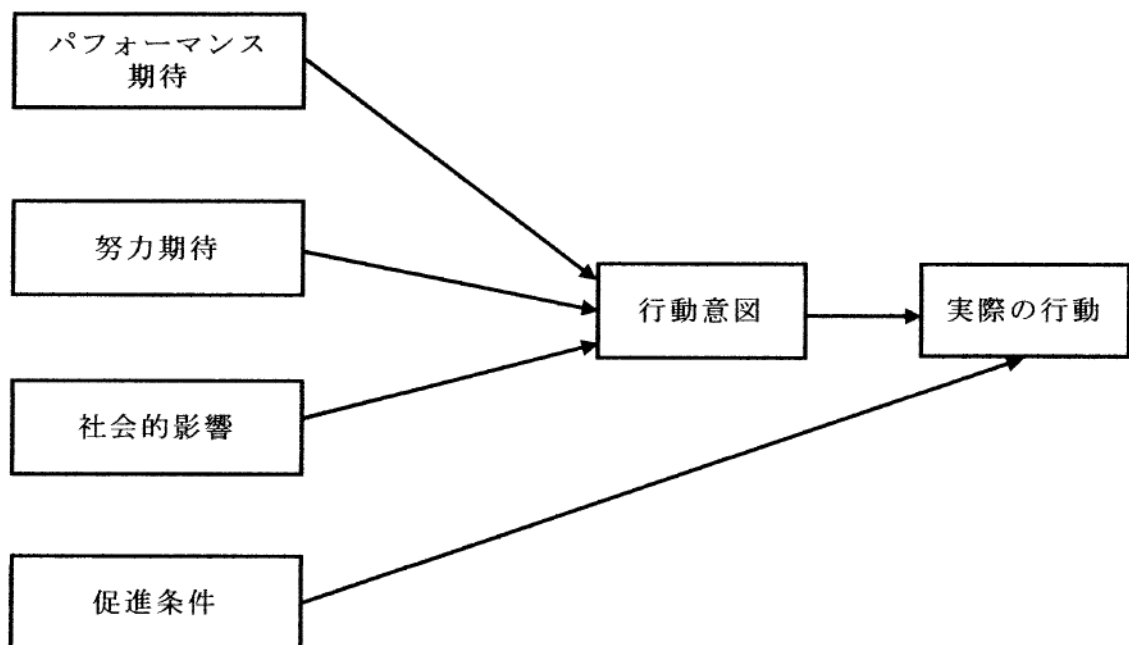 パフォーマンス
期待
努力期待
行動意図
実際の行動
社会的影響
促進条件